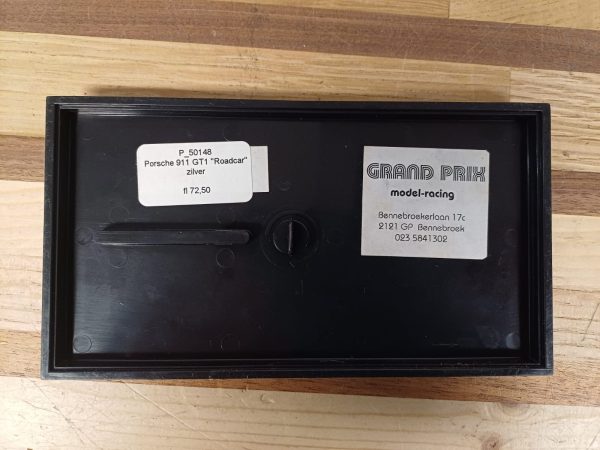 P_50148
Porsche 911 GT1 "Roadcar"
zilver
fl 72,50
GRAND PRIX
model-racing
Bennebroekerlaan 17c
2121 GP Bennebroek
023 5841302